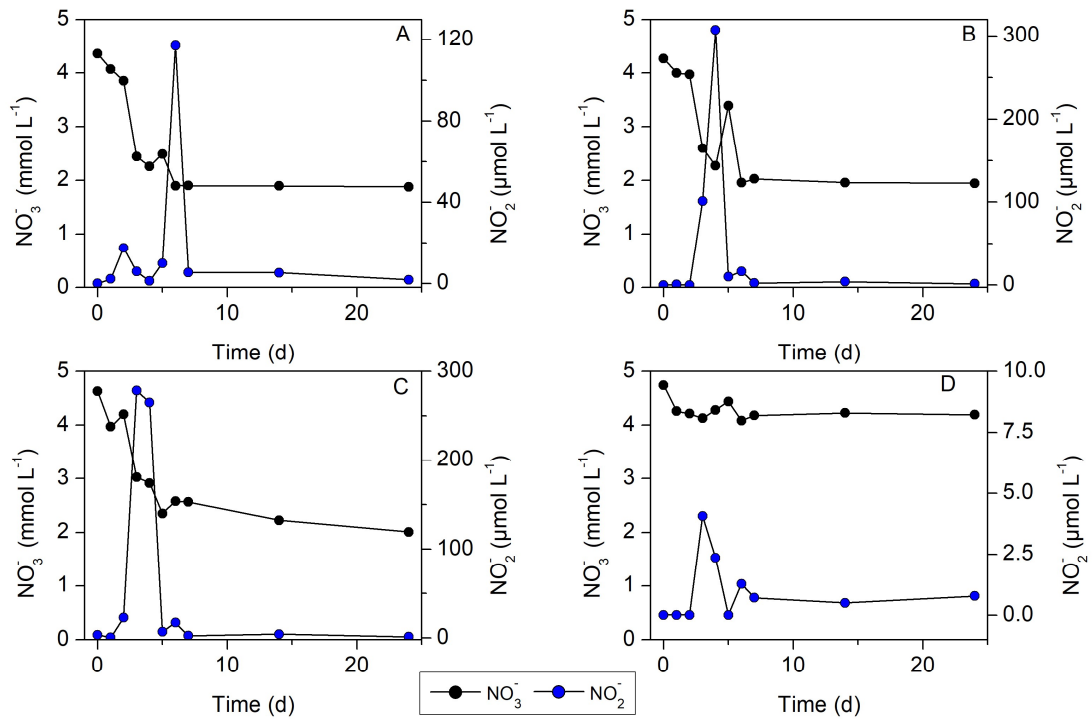 A
5
4
3
2
1
0
NO₃⁻ (mmol L⁻¹)
120
80
40
0
NO₂⁻ (µmol L⁻¹)
0 10 20
Time (d)
B
5
4
3
2
1
0
NO₃⁻ (mmol L⁻¹)
300
200
100
0
NO₂⁻ (µmol L⁻¹)
0 10 20
Time (d)
C
5
4
3
2
1
0
NO₃⁻ (mmol L⁻¹)
300
200
100
0
NO₂⁻ (µmol L⁻¹)
0 10 20
Time (d)
D
5
4
3
2
1
0
NO₃⁻ (mmol L⁻¹)
10.0
7.5
5.0
2.5
0.0
NO₂⁻ (µmol L⁻¹)
0 10 20
Time (d)
NO₃⁻ NO₂⁻